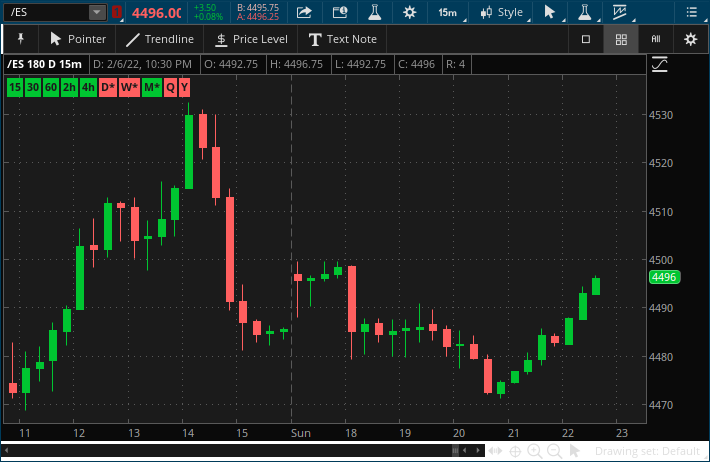 /ES 4496.00 +3.50 B: 4495.75 15m Style
+0.08% A: 4496.25
Pointer Trendline $ Price Level T Text Note All
/ES 180 D 15m D: 2/6/22, 10:30 PM O: 4492.75 H: 4496.75 L: 4492.75 C: 4496 R: 4
15 30 60 2h 4h D* W* M* Q Y
4530
4520
4510
4500
4496
4490
4480
4470
11 12 13 14 15 Sun 18 19 20 21 22 23
Drawing set: Default